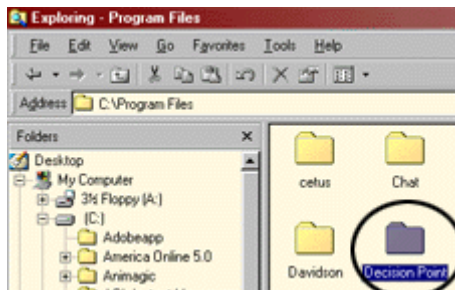 Exploring - Program Files
File Edit View Go Favorites Tools Help
Address C:\Program Files
Folders
Desktop
My Computer
3½ Floppy (A:)
(C:)
Adobeapp
America Online 5.0
Animagic
cetus Chat
Davidson Decision Point